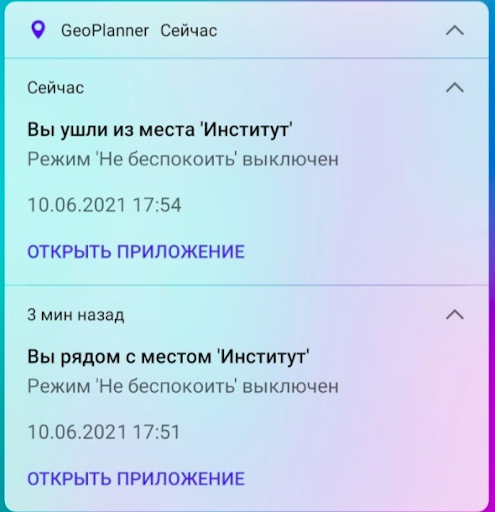 GeoPlanner Сейчас
Сейчас
Вы ушли из места 'Институт'
Режим 'Не беспокоить' выключен
10.06.2021 17:54
ОТКРЫТЬ ПРИЛОЖЕНИЕ
3 мин назад
Вы рядом с местом 'Институт'
Режим 'Не беспокоить' выключен
10.06.2021 17:51
ОТКРЫТЬ ПРИЛОЖЕНИЕ